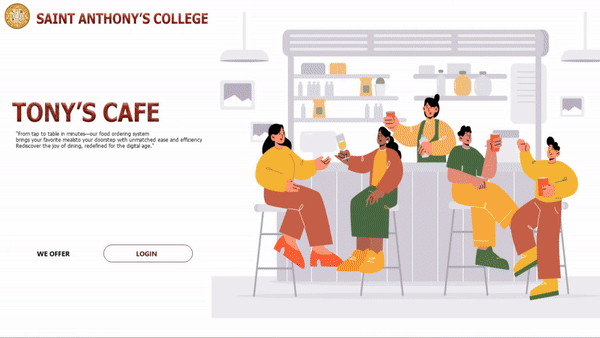 SAINT ANTHONY'S COLLEGE
TONY'S CAFE
"From tap to table in minutes—our food ordering system
brings your favorite mealsto your doorstep with unmatched ease and efficiency
Rediscover the joy of dining, redefined for the digital age."
WE OFFER
LOGIN